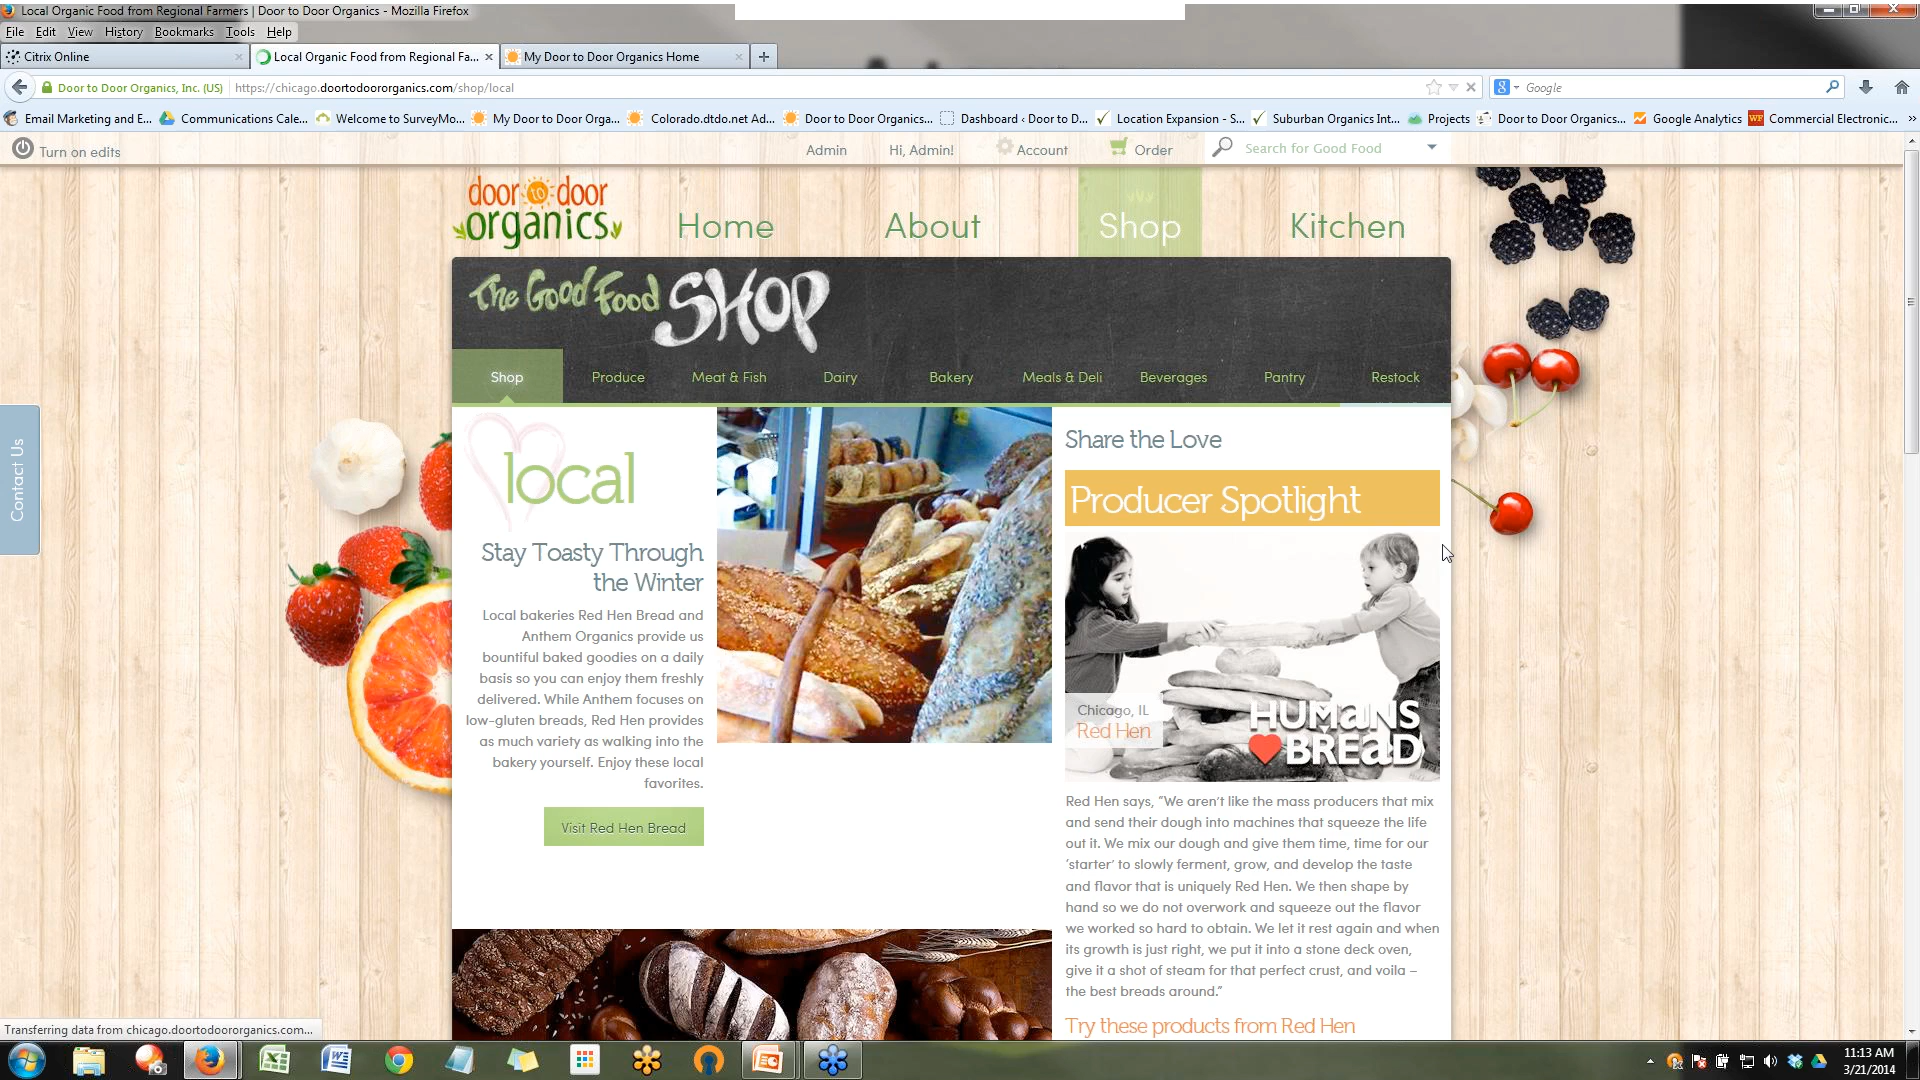 Local Organic Food from Regional Farmers | Door to Door Organics - Mozilla Firefox
File Edit View History Bookmarks Tools Help
Citrix Online
Local Organic Food from Regional Fa...
My Door to Door Organics Home
Door to Door Organics, Inc. (US)
https://chicago.doortodoororganics.com/shop/local
Google
Email Marketing and E...
Communications Cale...
Welcome to SurveyMo...
My Door to Door Orga...
Colorado.dtdo.net Ad...
Door to Door Organics...
Dashboard ‹ Door to D...
Location Expansion - S...
Suburban Organics Int...
Projects
Door to Door Organics...
Google Analytics
Commercial Electronic...
Turn on edits
Admin
Hi, Admin!
Account
Order
Search for Good Food
door to door
organics
Home
About
Shop
Kitchen
The Good Food SHOP
Shop
Produce
Meat & Fish
Dairy
Bakery
Meals & Deli
Beverages
Pantry
Restock
Contact Us
local
Stay Toasty Through
the Winter
Local bakeries Red Hen Bread and
Anthem Organics provide us
bountiful baked goodies on a daily
basis so you can enjoy them freshly
delivered. While Anthem focuses on
low-gluten breads, Red Hen provides
as much variety as walking into the
bakery yourself. Enjoy these local
favorites.
Visit Red Hen Bread
Share the Love
Producer Spotlight
Chicago, IL
Red Hen
HUMaNS
BREaD
Red Hen says, “We aren’t like the mass producers that mix
and send their dough into machines that squeeze the life
out it. We mix our dough and give them time, time for our
‘starter’ to slowly ferment, grow, and develop the taste
and flavor that is uniquely Red Hen. We then shape by
hand so we do not overwork and squeeze out the flavor
we worked so hard to obtain. We let it rest again and when
its growth is just right, we put it into a stone deck oven,
give it a shot of steam for that perfect crust, and voila –
the best breads around.”
Try these products from Red Hen
Transferring data from chicago.doortodoororganics.com...
11:13 AM
3/21/2014